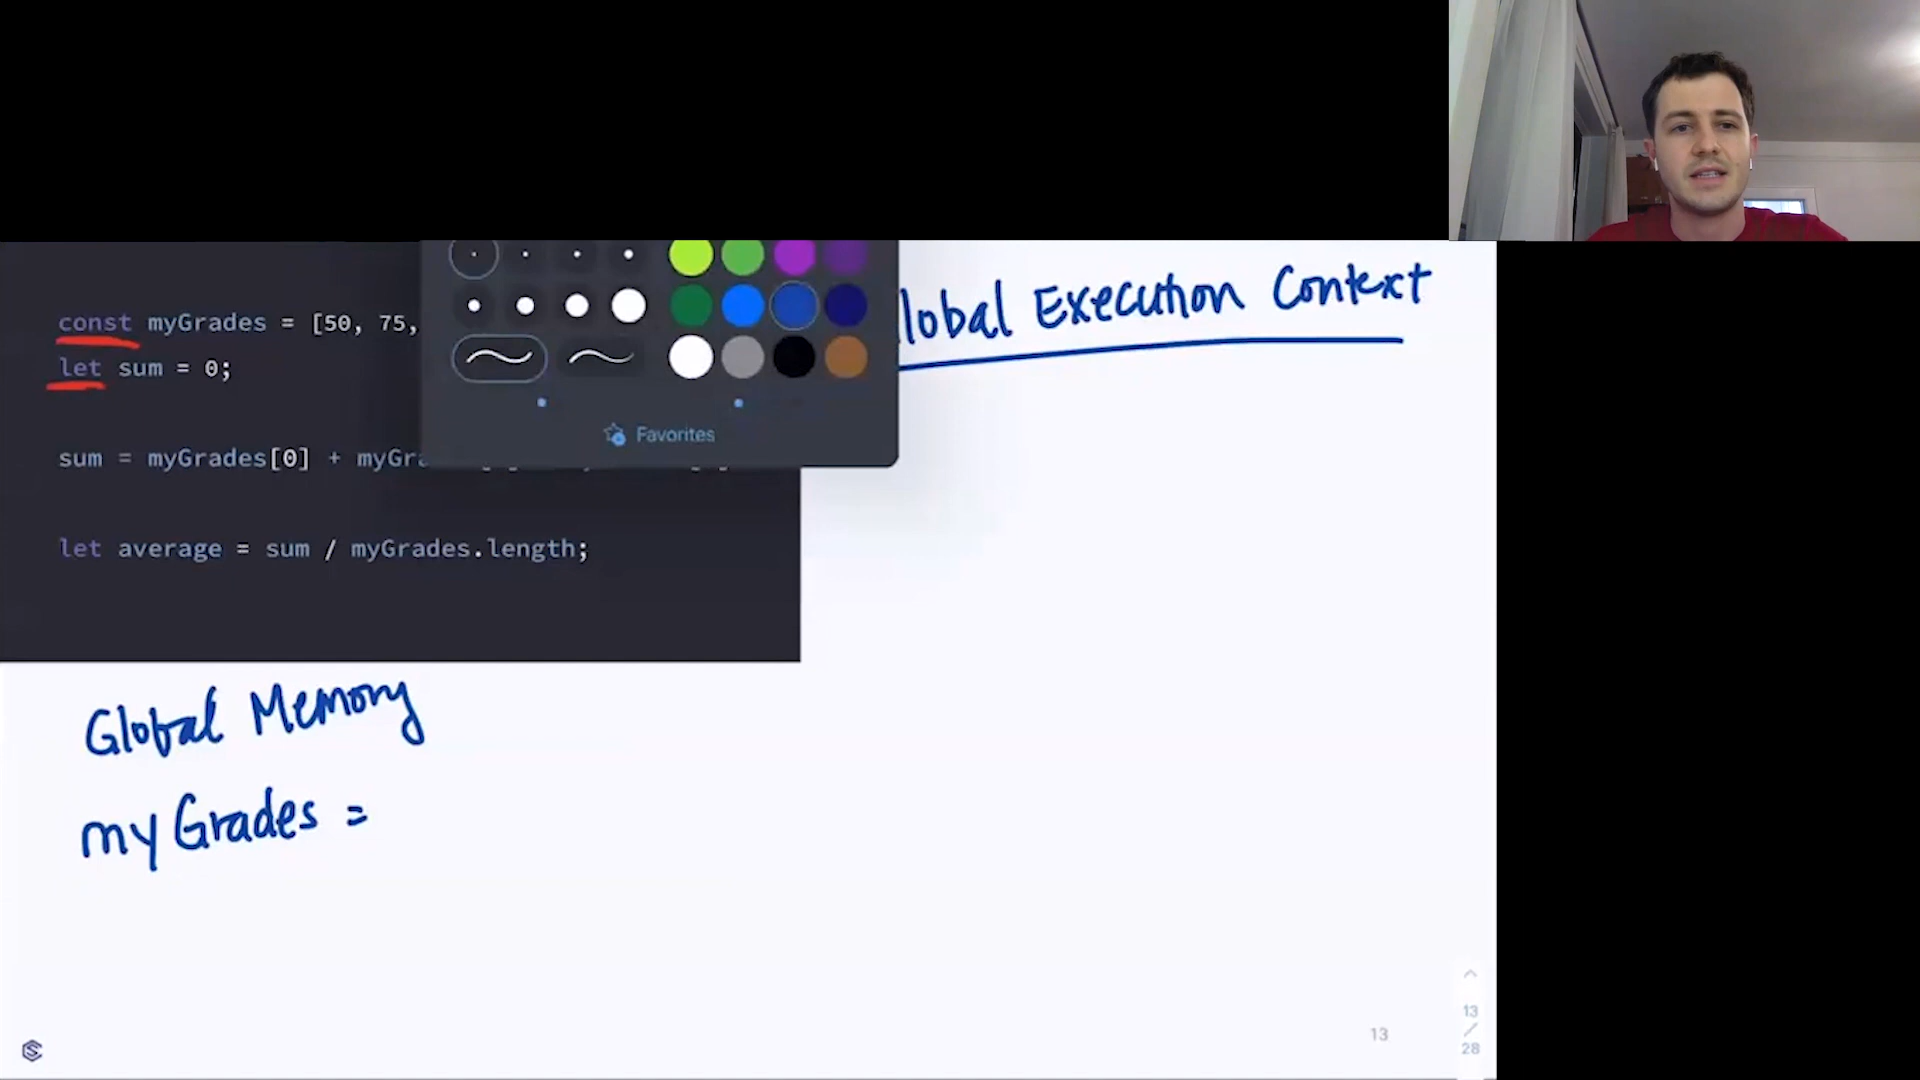 const myGrades = [50, 75,
lobal Execution Context
let sum = 0;
Favorites
sum = myGrades[0] + myGra
let average = sum / myGrades.length;
Global Memory
myGrades =
13
13
/
28